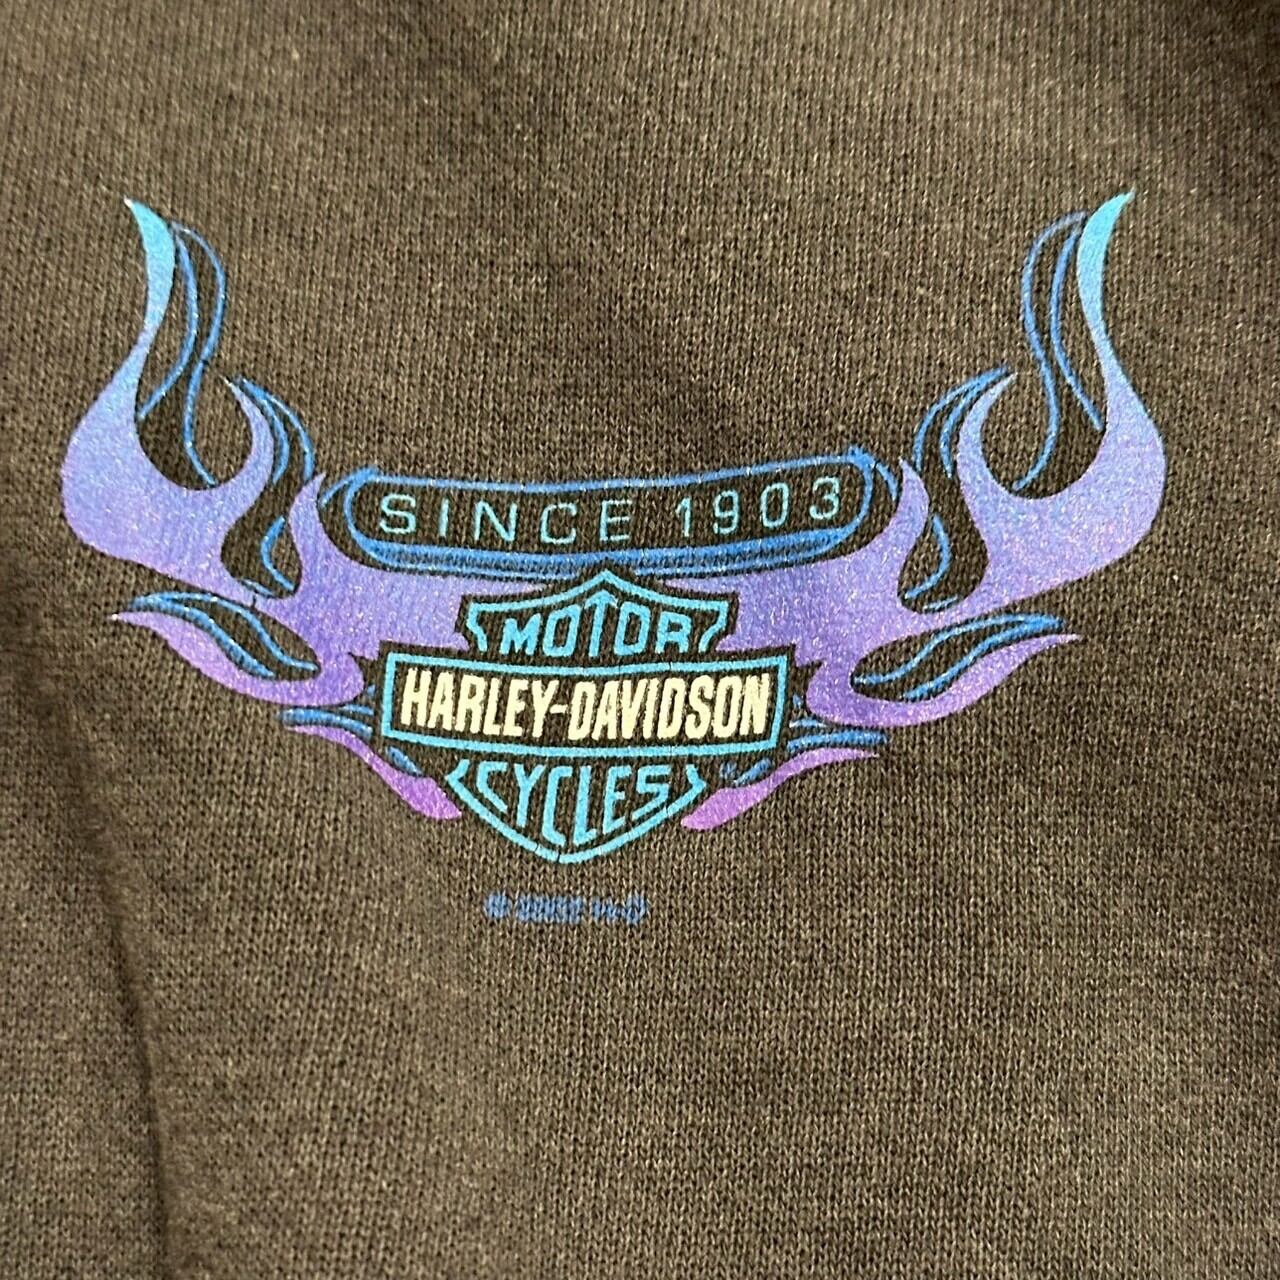 SINCE 1903
MOTOR
HARLEY-DAVIDSON
CYCLES